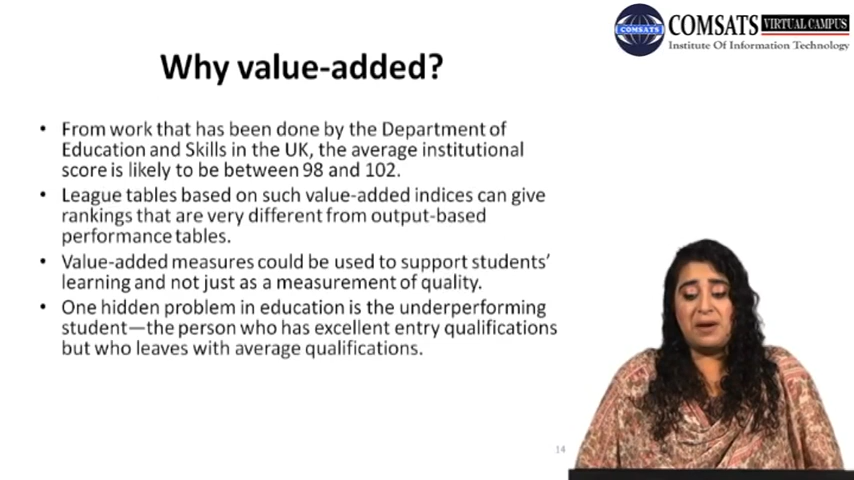 COMSATS VIRTUAL CAMPUS
COMSATS
Institute Of Information Technology
Why value-added?
• From work that has been done by the Department of
Education and Skills in the UK, the average institutional
score is likely to be between 98 and 102.
• League tables based on such value-added indices can give
rankings that are very different from output-based
performance tables.
• Value-added measures could be used to support students'
learning and not just as a measurement of quality.
• One hidden problem in education is the underperforming
student—the person who has excellent entry qualifications
but who leaves with average qualifications.
14